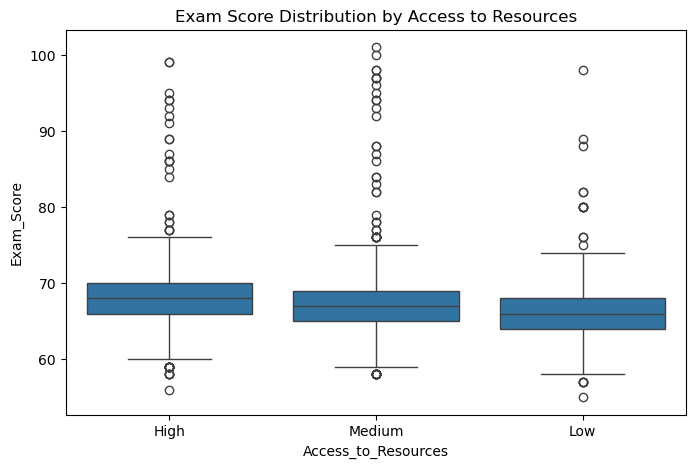 Exam Score Distribution by Access to Resources
100
90
80
70
60
Exam_Score
High
Medium
Low
Access_to_Resources